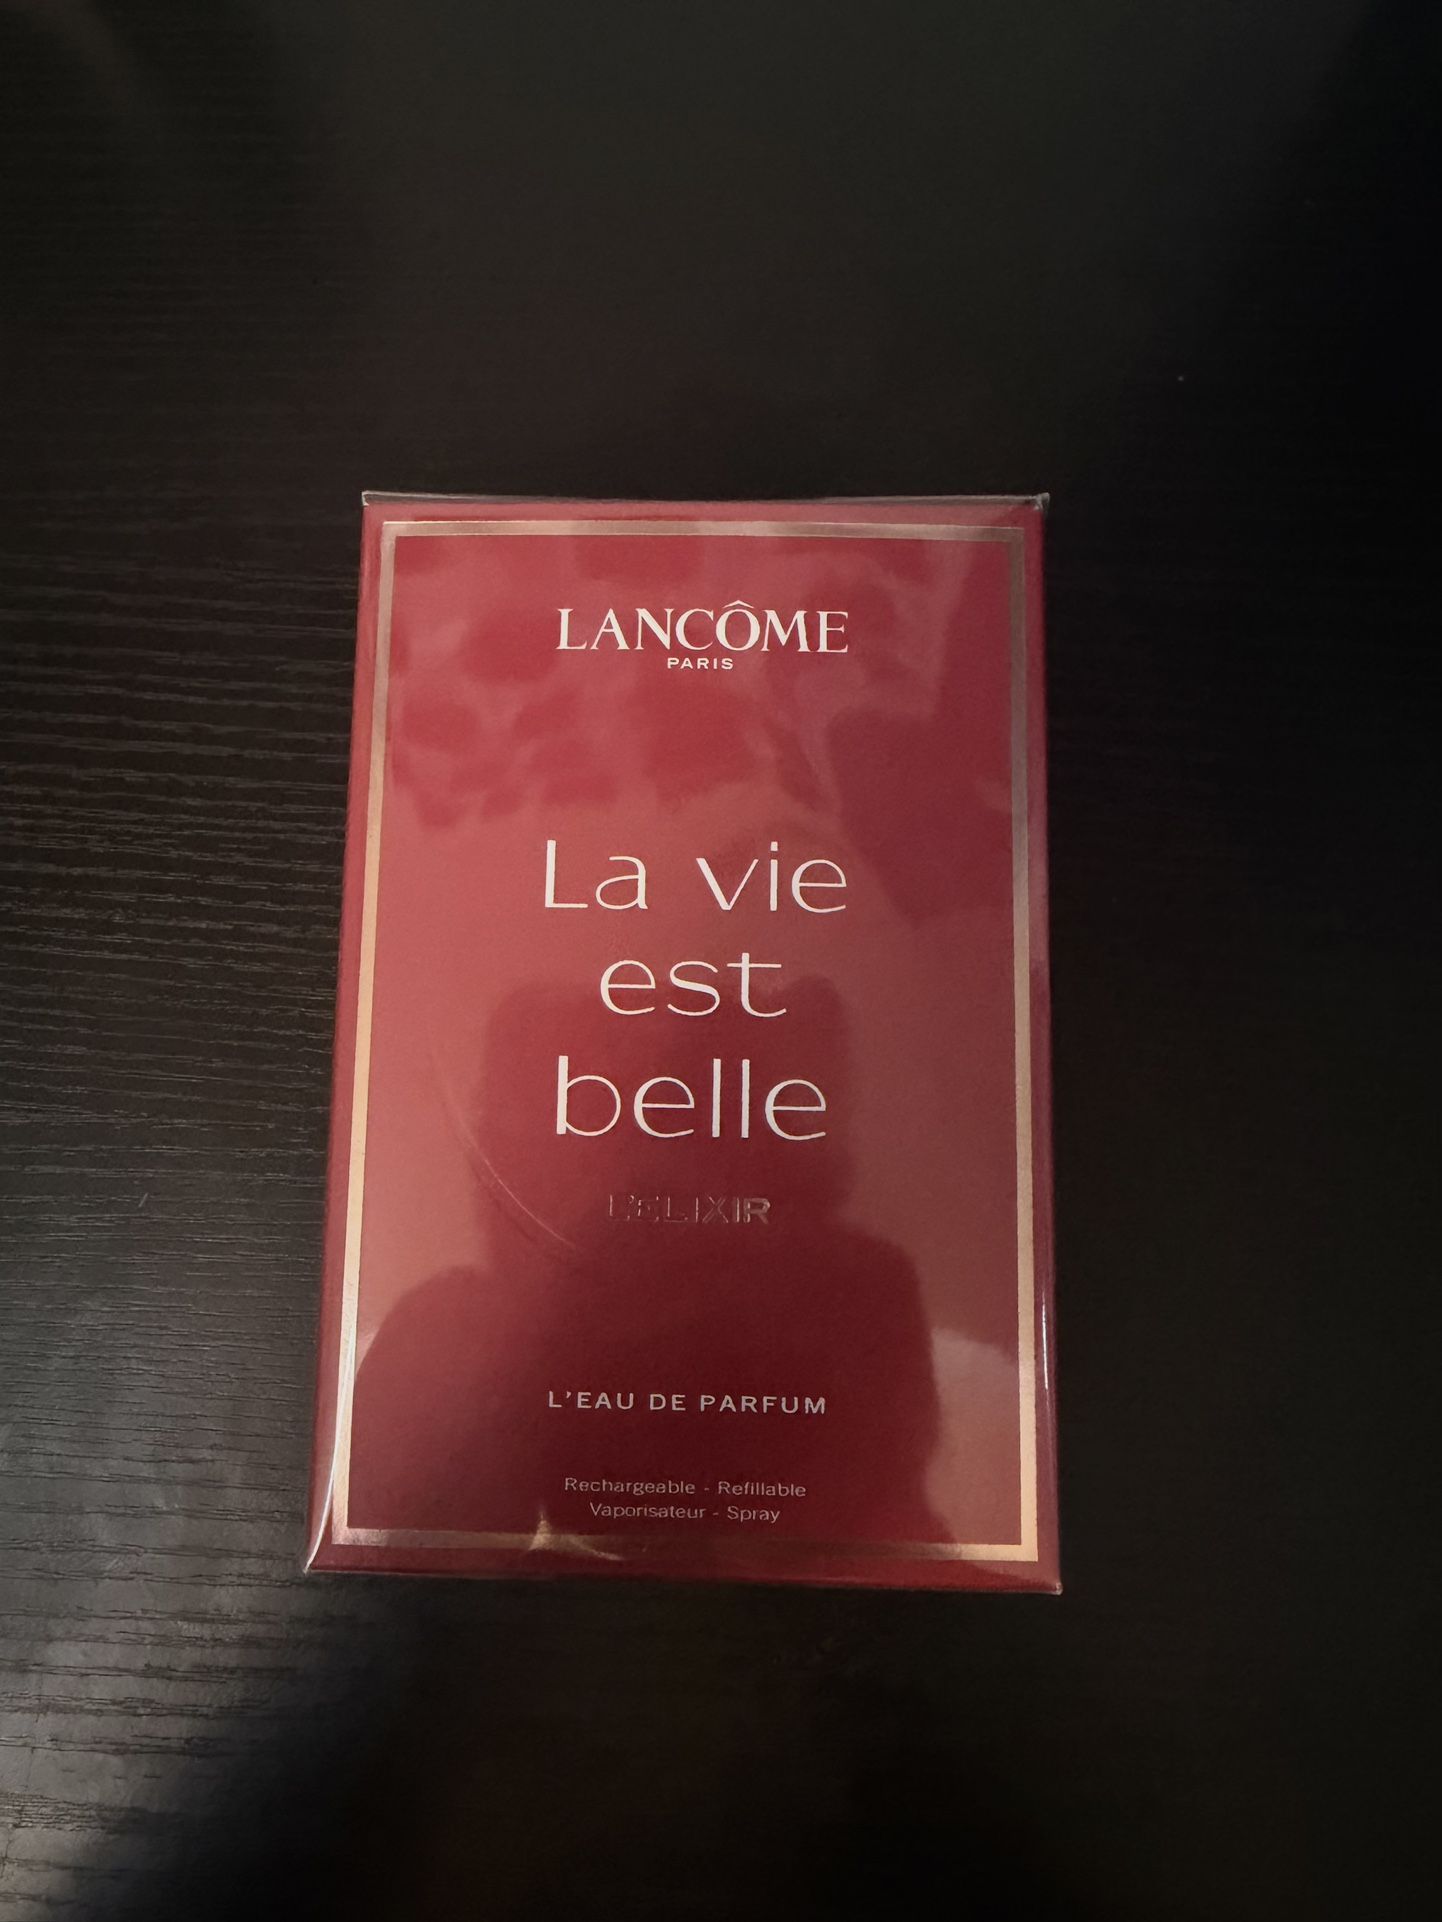 LANCÔME
PARIS
La vie
est
belle
L'ELIXIR
L'EAU DE PARFUM
Rechargeable - Refillable
Vaporisateur - Spray